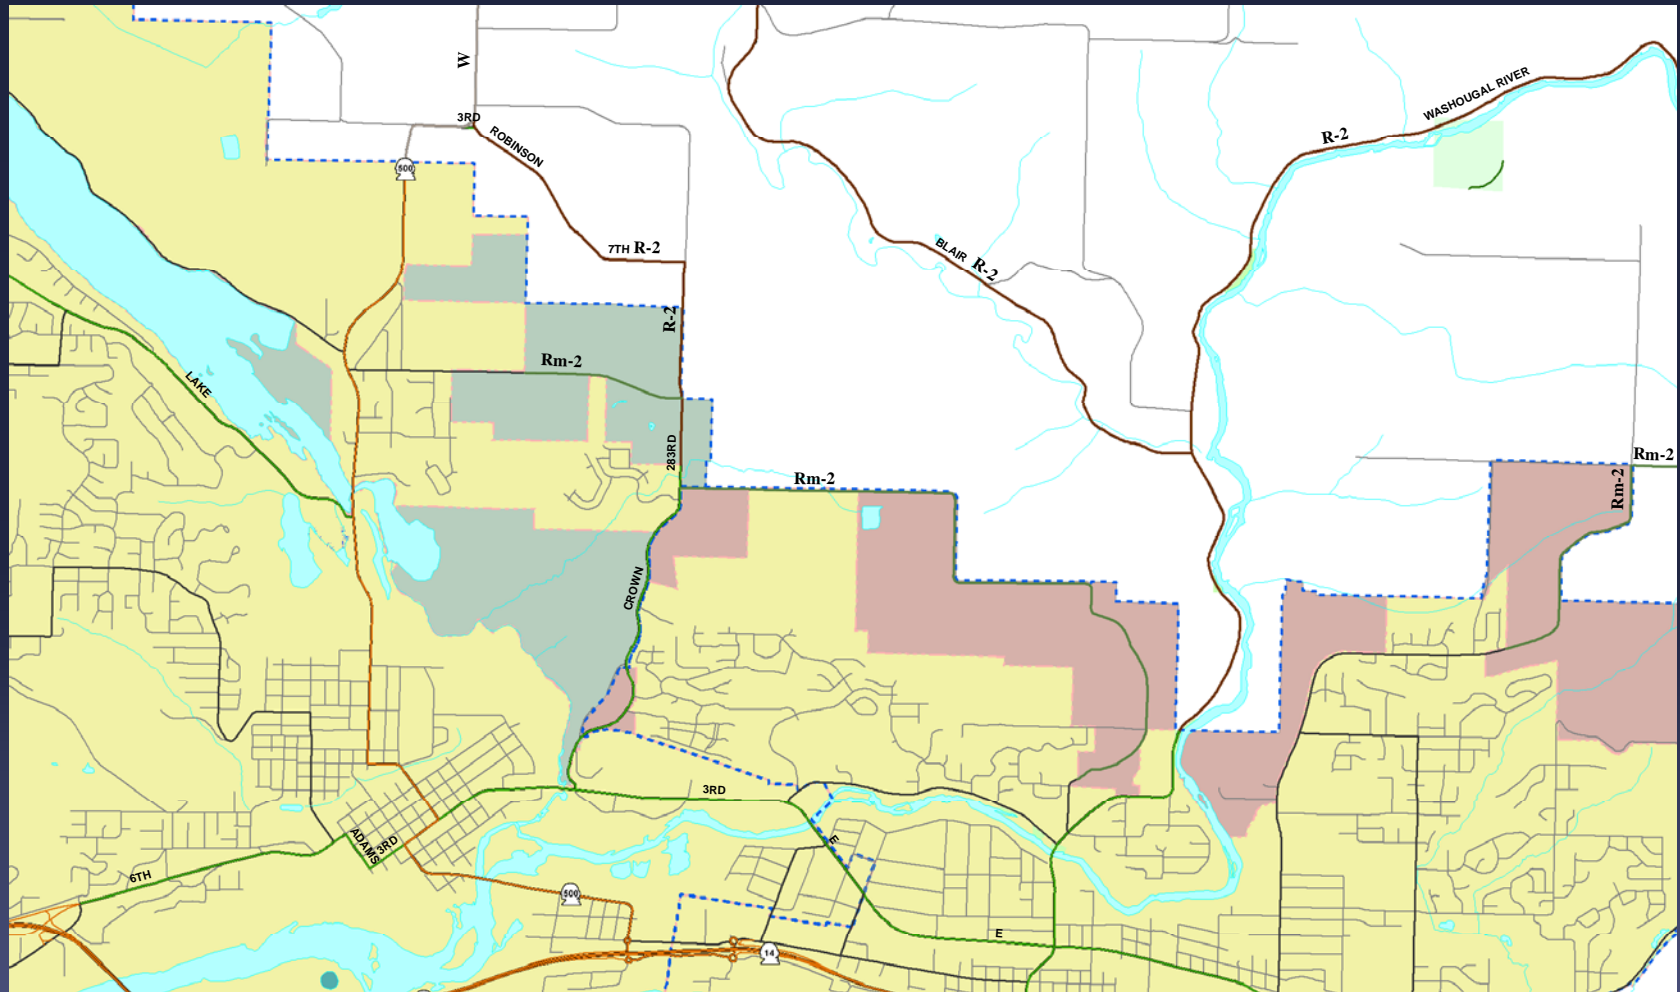 W
WASHOUGAL RIVER
3RD
R-2
ROBINSON
500
7TH R-2
BLAIR R-2
R-2
Rm-2
LAKE
283RD
Rm-2
Rm-2
Rm-2
CROWN
3RD
ADAMS
3RD
E
6TH
500
E
14